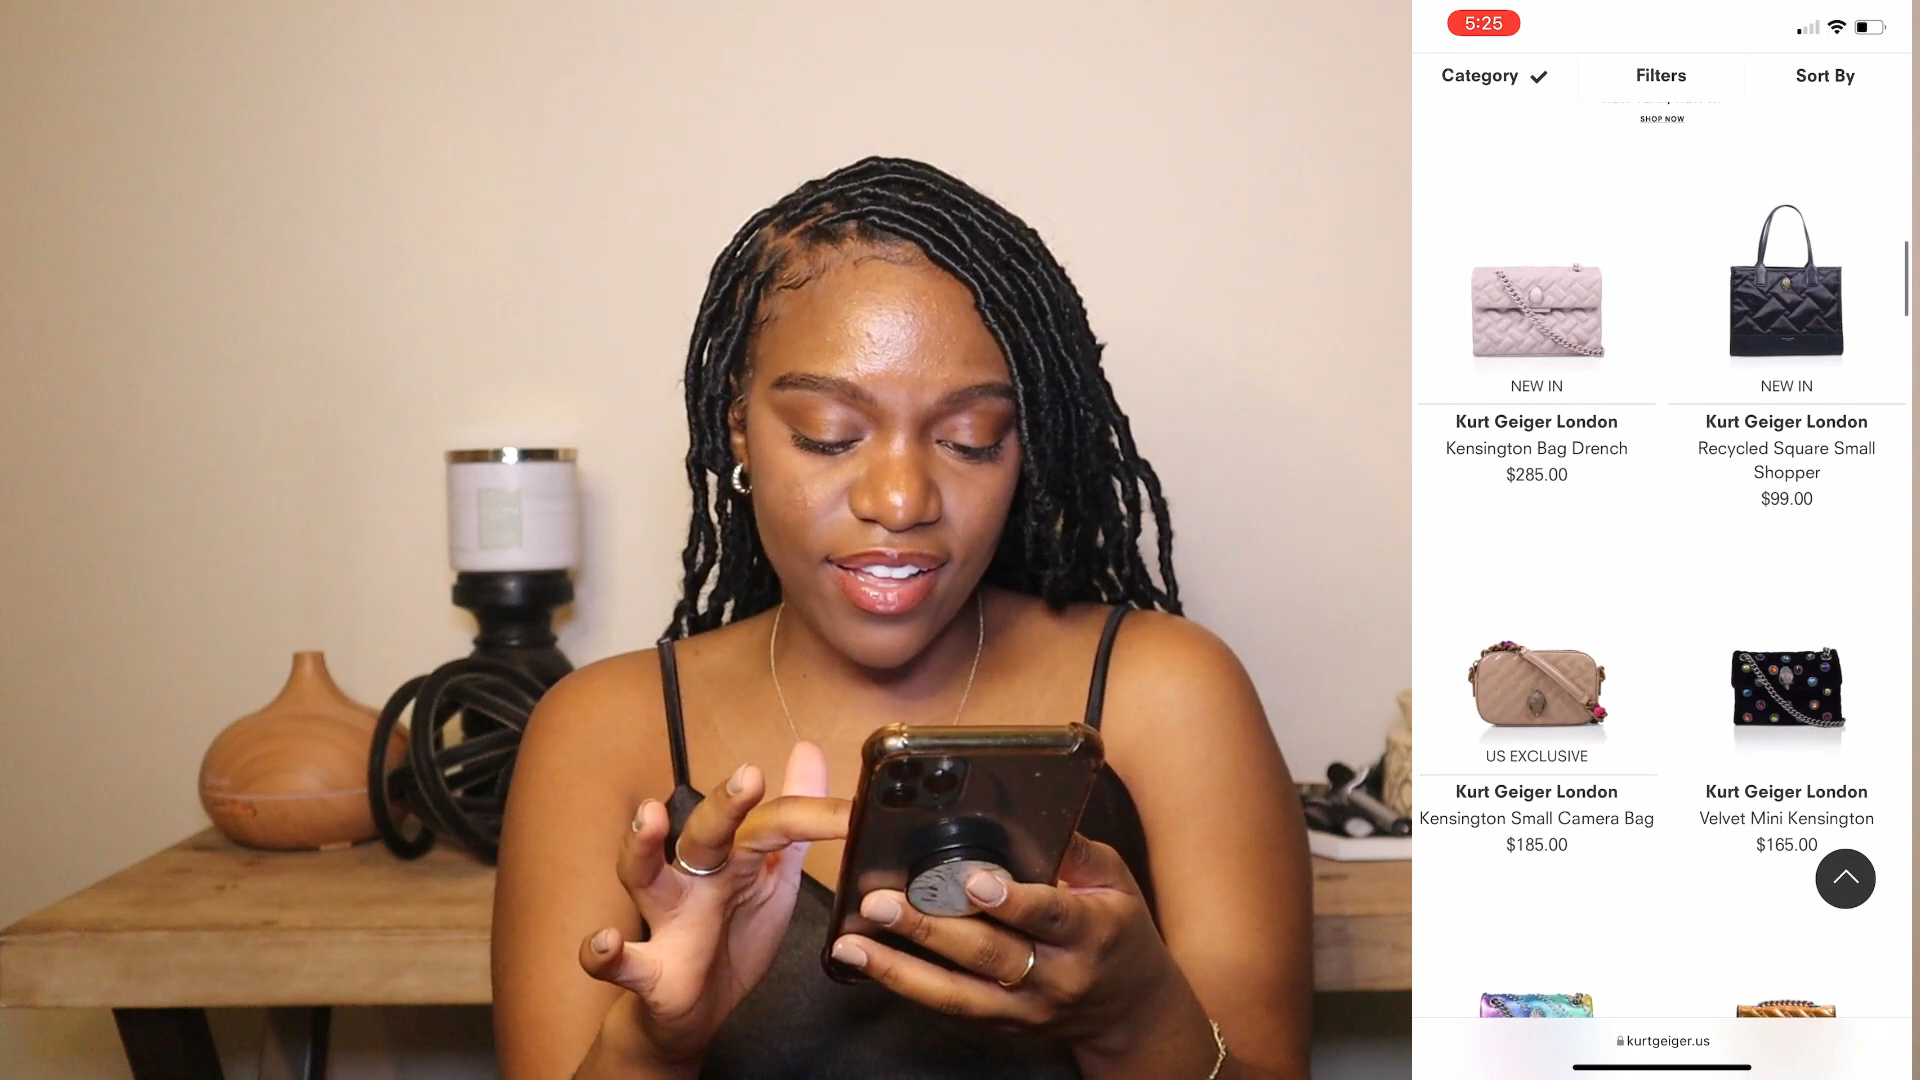 5:25
Category
Filters
Sort By
SHOP NOW
NEW IN
NEW IN
Kurt Geiger London
Kensington Bag Drench
$285.00
Kurt Geiger London
Recycled Square Small
Shopper
$99.00
US EXCLUSIVE
Kurt Geiger London
Kensington Small Camera Bag
$185.00
Kurt Geiger London
Velvet Mini Kensington
$165.00
kurtgeiger.us